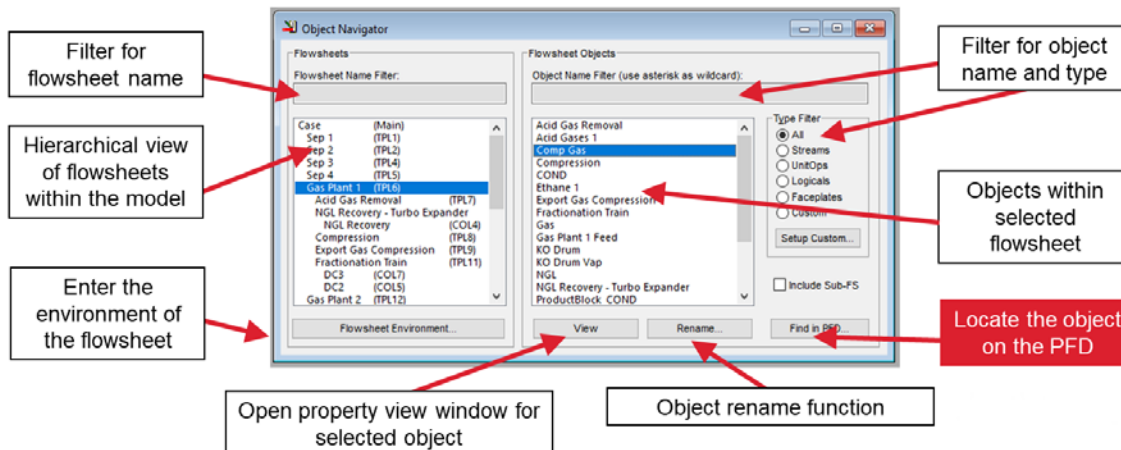 Object Navigator
Filter for
flowsheet name
Hierarchical view
of flowsheets
within the model
Enter the
environment of
the flowsheet
Flowsheets
Flowsheet Name Filter:
Case (Main)
Sep 1 (TPL1)
Sep 2 (TPL2)
Sep 3 (TPL4)
Sep 4 (TPL5)
Gas Plant 1 (TPL6)
Acid Gas Removal (TPL7)
NGL Recovery - Turbo Expander
NGL Recovery (COL4)
Compression (TPL8)
Export Gas Compression (TPL9)
Fractionation Train (TPL11)
DC3 (COL7)
DC2 (COL5)
Gas Plant 2 (TPL12)
Flowsheet Environment...
Flowsheet Objects
Object Name Filter (use asterisk as wildcard):
Acid Gas Removal
Acid Gases 1
Comp Gas
Compression
COND
Ethane 1
Export Gas Compression
Fractionation Train
Gas
Gas Plant 1 Feed
KO Drum
KO Drum Vap
NGL
NGL Recovery - Turbo Expander
ProductBlock_COND
View
Rename...
Type Filter
All
Streams
UnitOps
Logicals
Faceplates
Custom
Setup Custom...
Include Sub-FS
Find in PFD...
Filter for object
name and type
Objects within
selected
flowsheet
Locate the object
on the PFD
Open property view window for
selected object
Object rename function